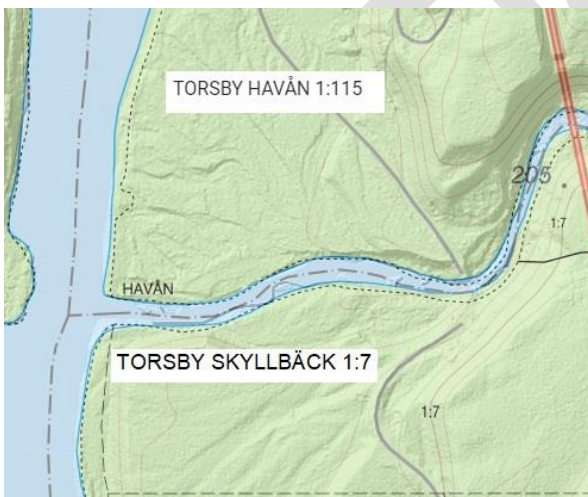 TORSBY HAVÅN 1:115
205
1:7
HAVÅN
TORSBY SKYLLBÄCK 1:7
1:7